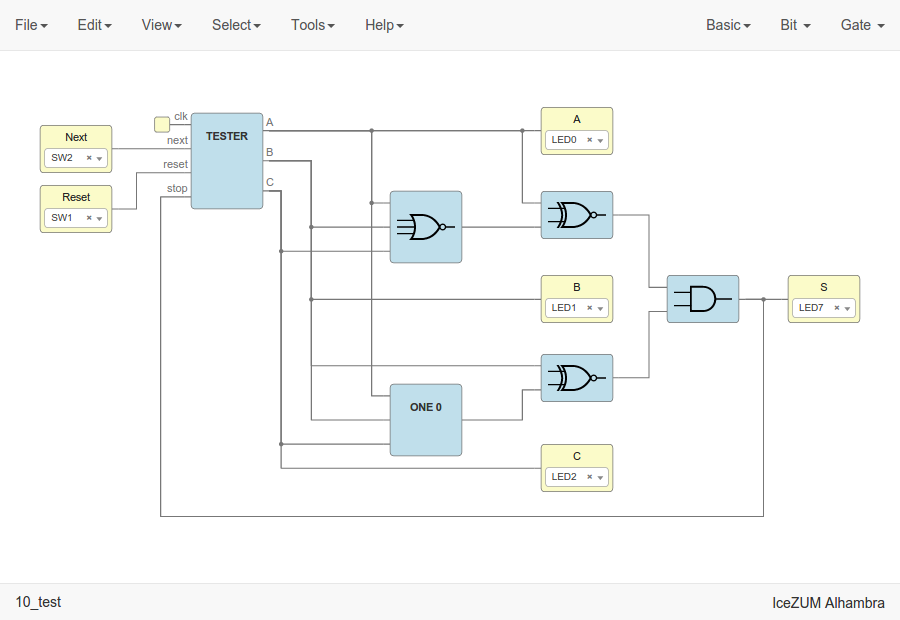 File Edit View Select Tools Help Basic Bit Gate
clk
next
reset
stop
TESTER
A
B
C
Next
SW2 ×
Reset
SW1 ×
A
LED0 ×
B
LED1 ×
ONE 0
C
LED2 ×
S
LED7 ×
10_test IceZUM Alhambra